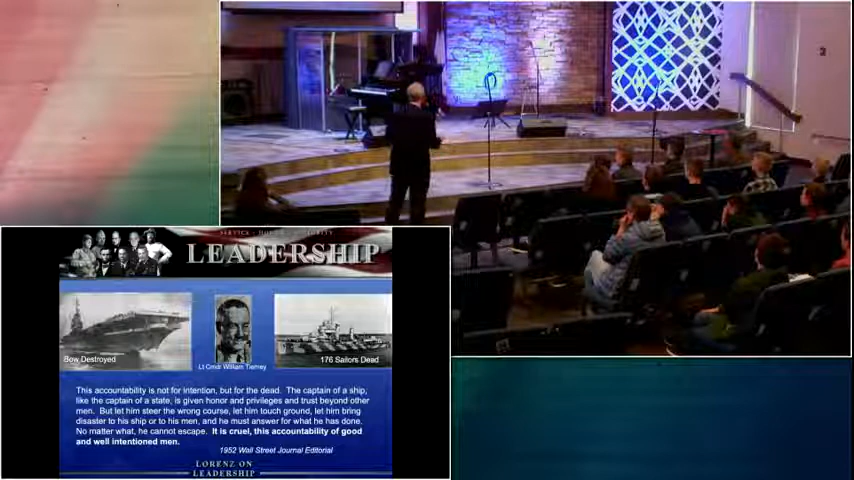 SERVICE · HONOR · INTEGRITY
LEADERSHIP
Bow Destroyed
Lt Cmdr William Tierney
176 Sailors Dead
This accountability is not for intention, but for the dead. The captain of a ship,
like the captain of a state, is given honor and privileges and trust beyond other
men. But let him steer the wrong course, let him touch ground, let him bring
disaster to his ship or to his men, and he must answer for what he has done.
No matter what, he cannot escape. It is cruel, this accountability of good
and well intentioned men.
1952 Wall Street Journal Editorial
LORENZ ON
LEADERSHIP